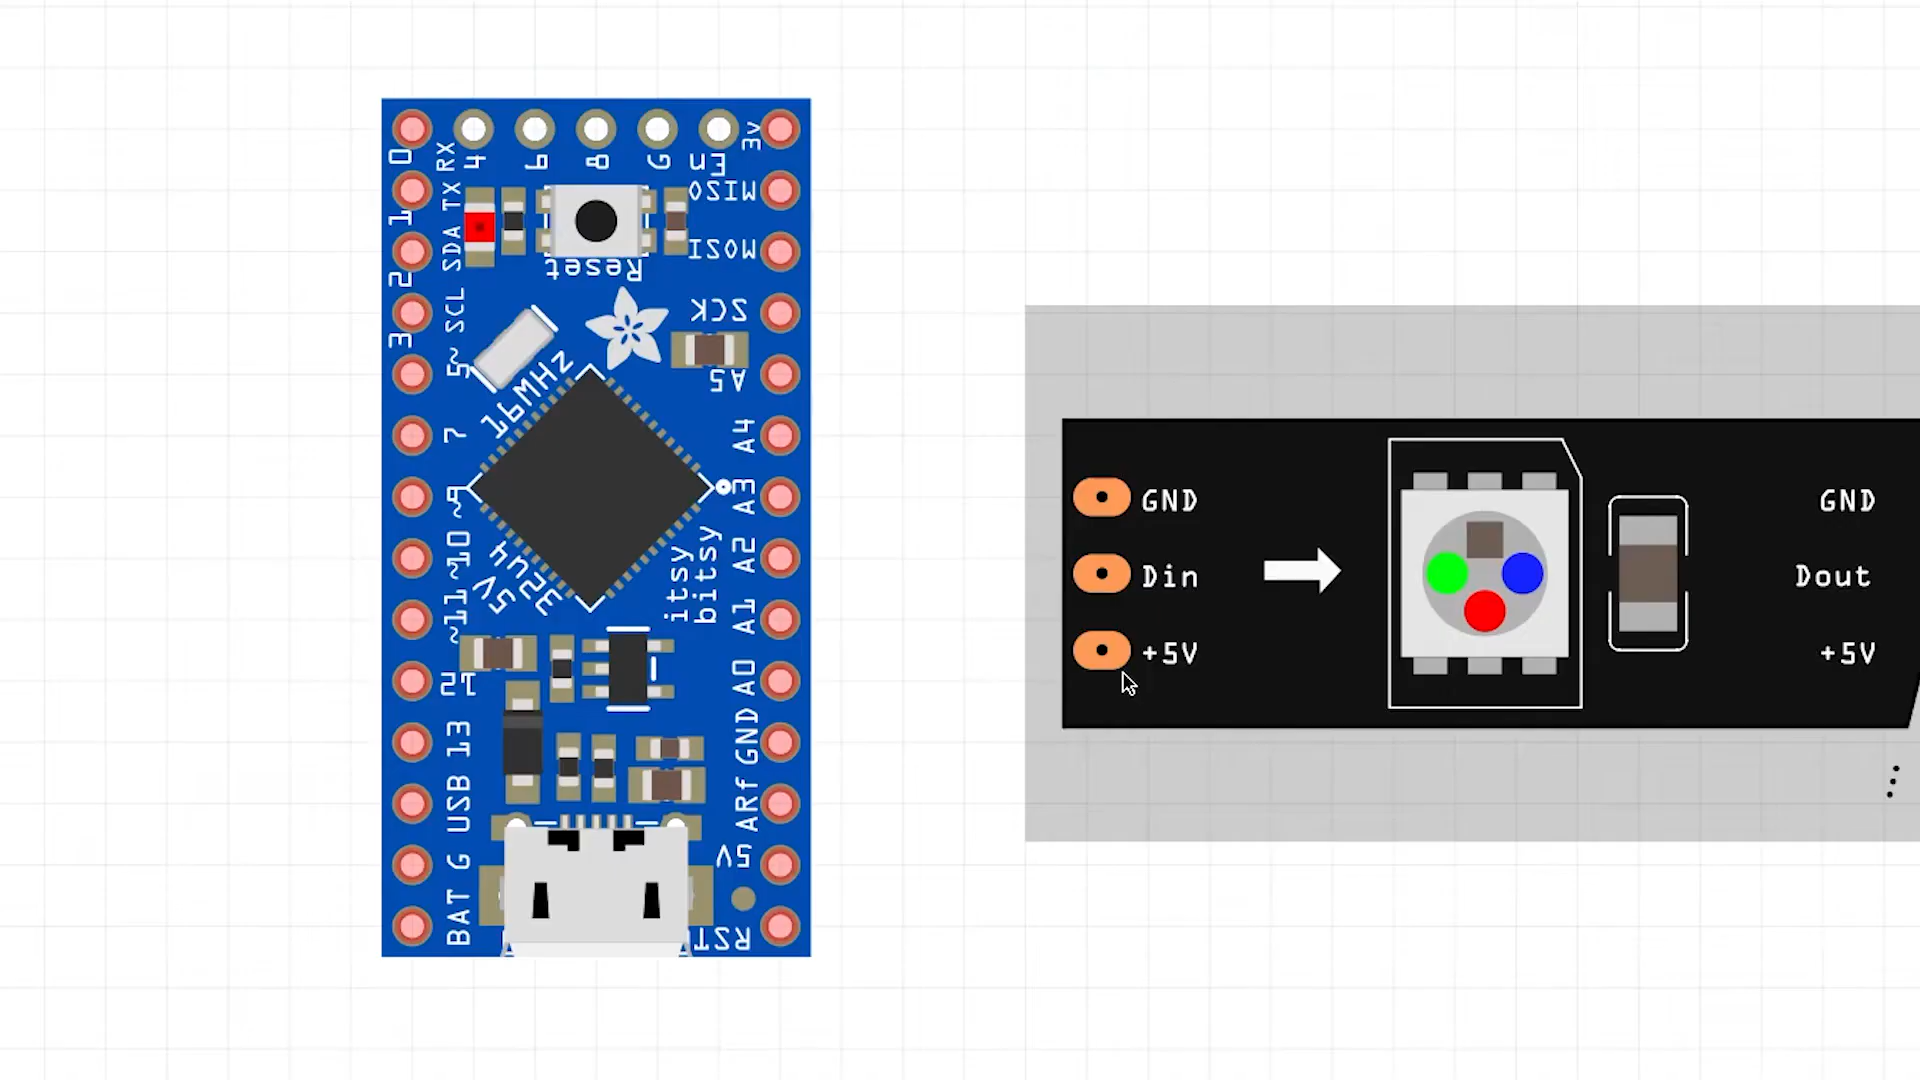 0
RX
4
6
8
G
En
3V
1
TX
MISO
2
SDA
MOSI
Reset
3
SCL
SCK
5~
16MHz
A5
7
A4
9~
A3
10~
32u4
5V
itsy
bitsy
A2
11~
A1
12
A0
13
GND
USB
ARf
G
5V
BAT
RST
GND
Din
+5V
GND
Dout
+5V